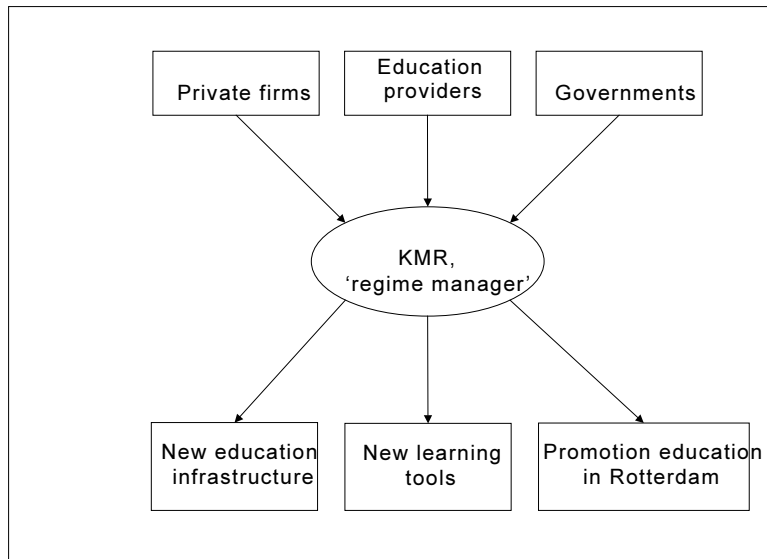 Private firms
Education
providers
Governments
KMR,
‘regime manager’
New education
infrastructure
New learning
tools
Promotion education
in Rotterdam